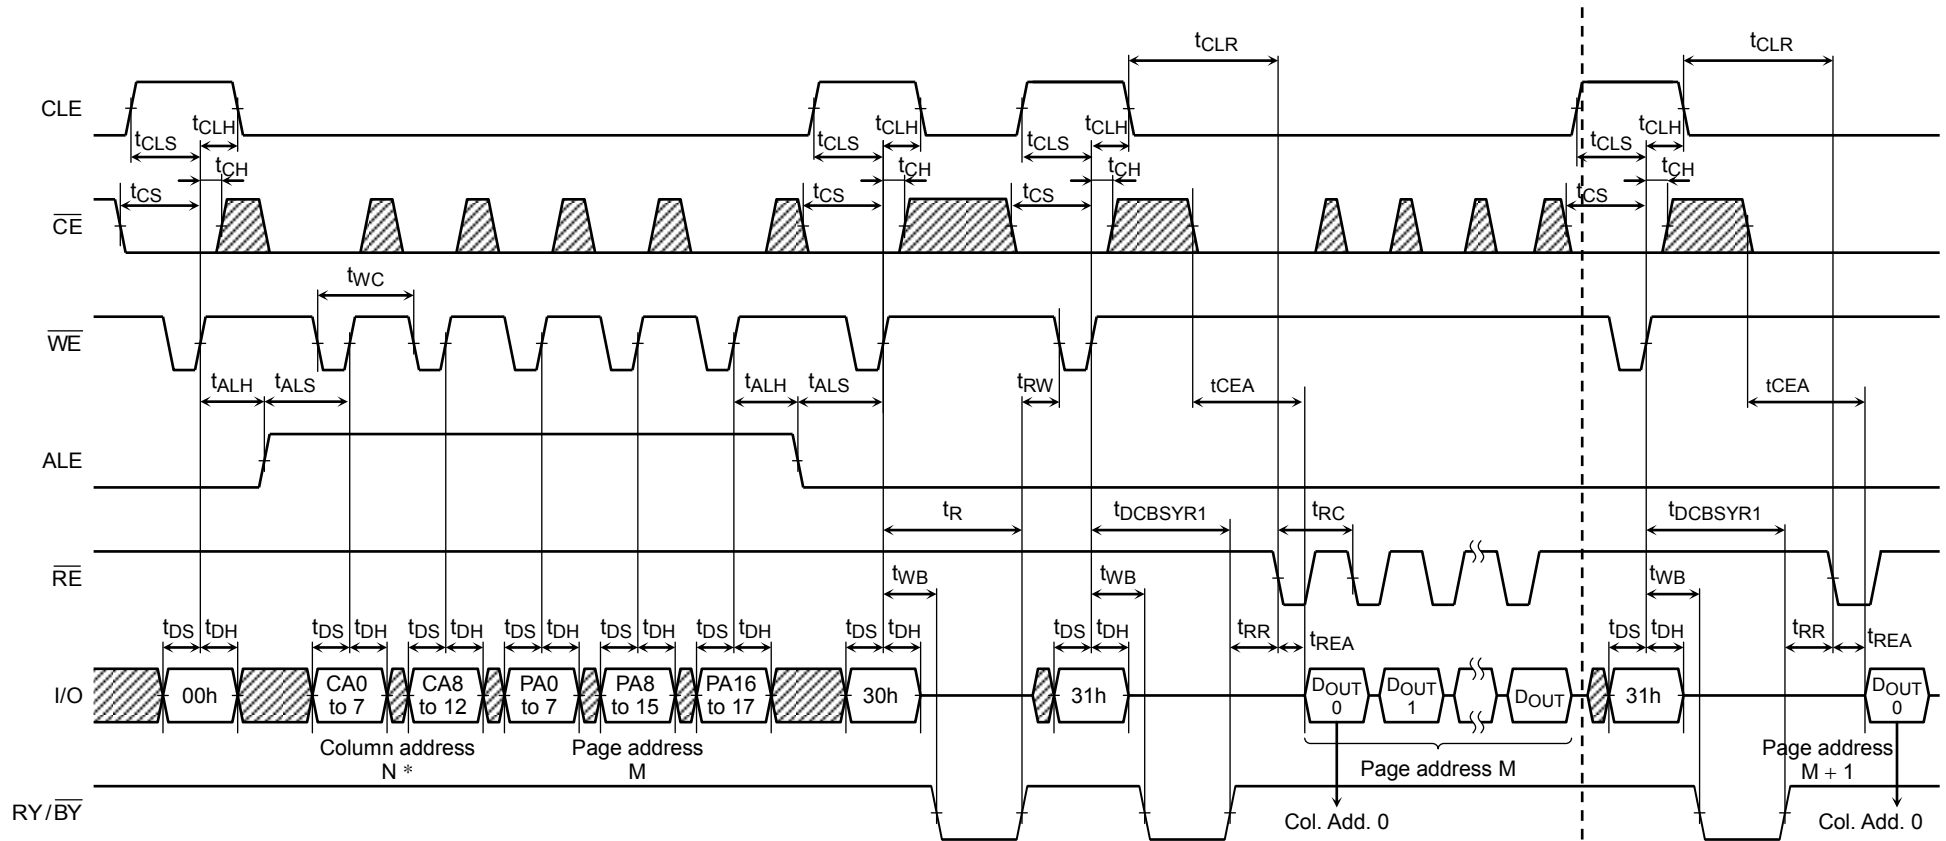 tCLR tCLR
CLE
tCLS tCLH tCLS tCLH tCLS tCLH tCLS tCLH
tCH tCH tCH tCH
tCS tCS tCS tCS
CE
tWC
WE
tALH tALS tALH tALS tRW tCEA tCEA
ALE
tR tDCBSYR1 tRC tDCBSYR1
RE
tWB tWB tWB
tDS tDH tDS tDH tDS tDH tDS tDH tDS tDH tDS tDH tDS tDH tDS tDH tRR tREA tDS tDH tRR tREA
I/O
00h
CA0
to 7
CA8
to 12
PA0
to 7
PA8
to 15
PA16
to 17
30h
31h
DOUT
0
DOUT
1
DOUT
31h
DOUT
0
Column address
N *
Page address
M
Page address M
Page address
M + 1
RY/BY
Col. Add. 0
Col. Add. 0